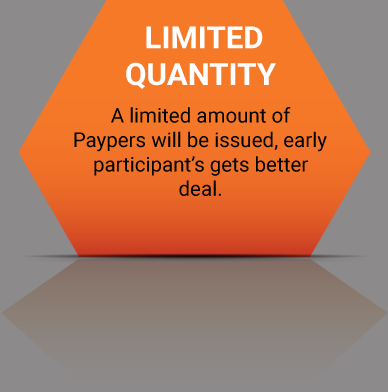 LIMITED
QUANTITY
A limited amount of
Paypers will be issued, early
participant's gets better
deal.